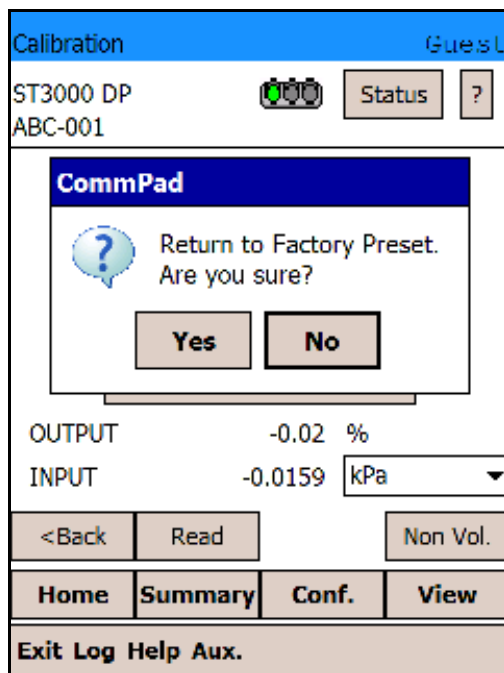 Calibration Guest
ST3000 DP Status ?
ABC-001
CommPad
Return to Factory Preset.
Are you sure?
Yes No
OUTPUT -0.02 %
INPUT -0.0159 kPa
<Back Read Non Vol.
Home Summary Conf. View
Exit Log Help Aux.